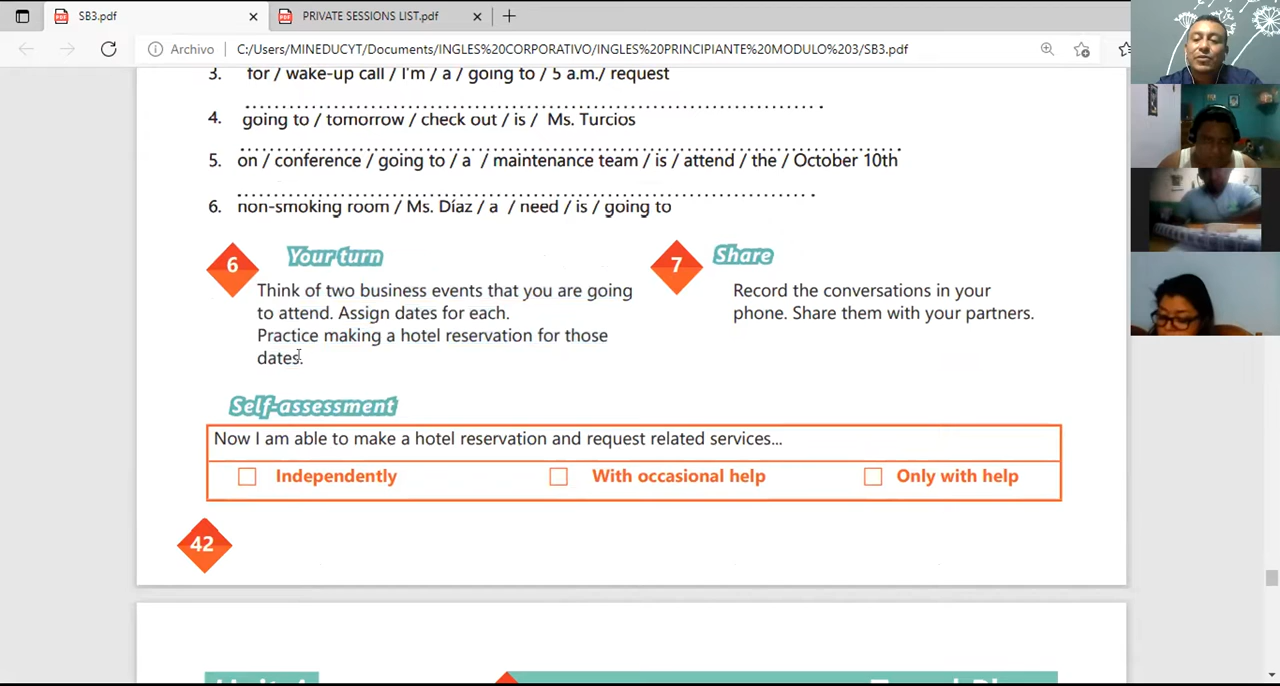 SB3.pdf
PRIVATE SESSIONS LIST.pdf
Archivo
C:/Users/MINEDUCYT/Documents/INGLES%20CORPORATIVO/INGLES%20PRINCIPIANTE%20MODULO%203/SB3.pdf
3. for / wake-up call / I'm / a / going to / 5 a.m./ request
4. going to / tomorrow / check out / is / Ms. Turcios
5. on / conference / going to / a / maintenance team / is / attend / the / October 10th
6. non-smoking room / Ms. Díaz / a / need / is / going to
6 Your turn
Think of two business events that you are going
to attend. Assign dates for each.
Practice making a hotel reservation for those
dates.
7 Share
Record the conversations in your
phone. Share them with your partners.
Self-assessment
Now I am able to make a hotel reservation and request related services...
Independently With occasional help Only with help
42